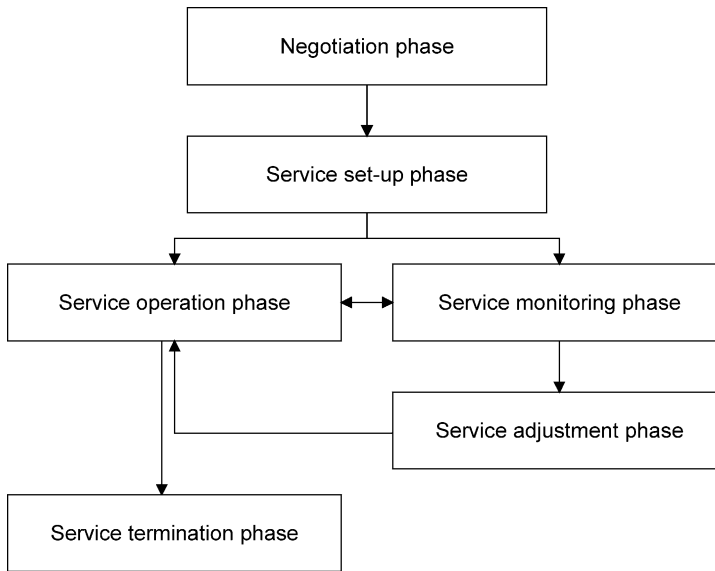 Negotiation phase
Service set-up phase
Service operation phase
Service monitoring phase
Service adjustment phase
Service termination phase